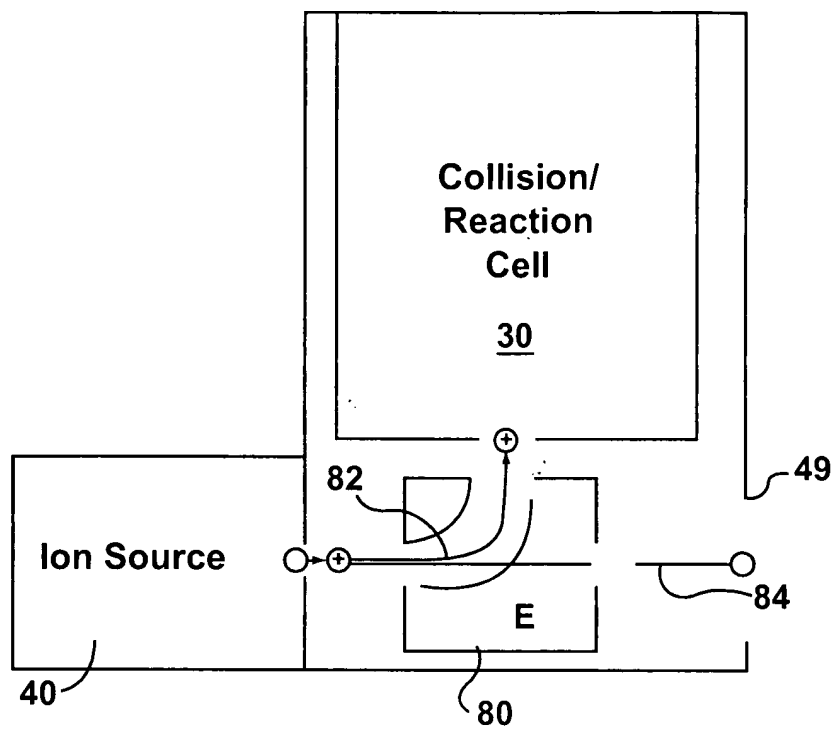 Collision/
Reaction
Cell
30
49
82
Ion Source
+
+
E
84
40
80